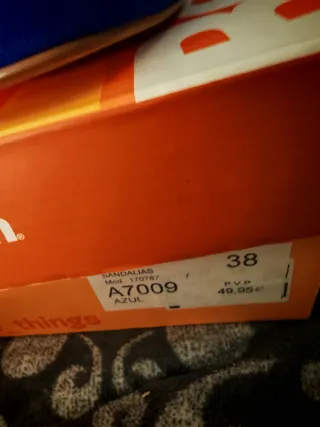 SANDALIAS
Mod. 170787 /
38
A7009
P.V.P
49,95€
AZUL
things